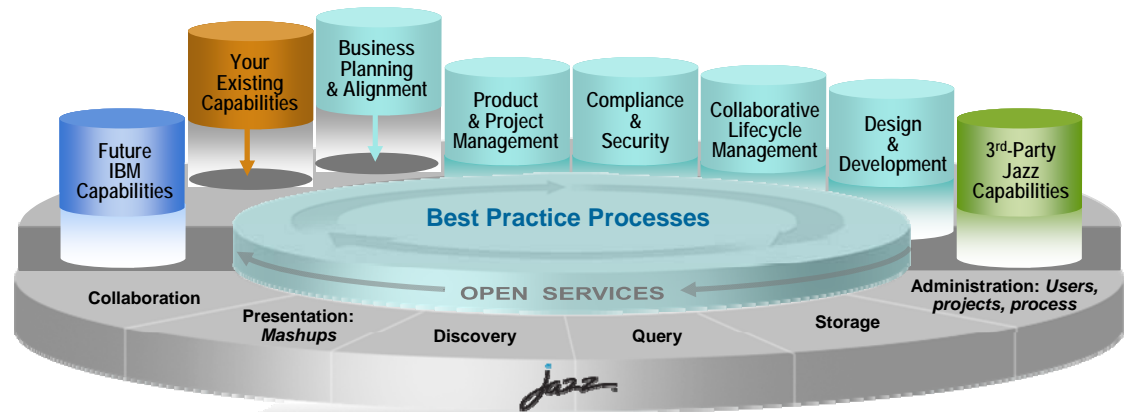 Future
IBM
Capabilities
Your
Existing
Capabilities
Business
Planning
& Alignment
Product
& Project
Management
Compliance
&
Security
Collaborative
Lifecycle
Management
Design
&
Development
3rd-Party
Jazz
Capabilities
Best Practice Processes
OPEN SERVICES
Collaboration
Presentation:
Mashups
Discovery
Query
Storage
Administration: Users,
projects, process
jazz